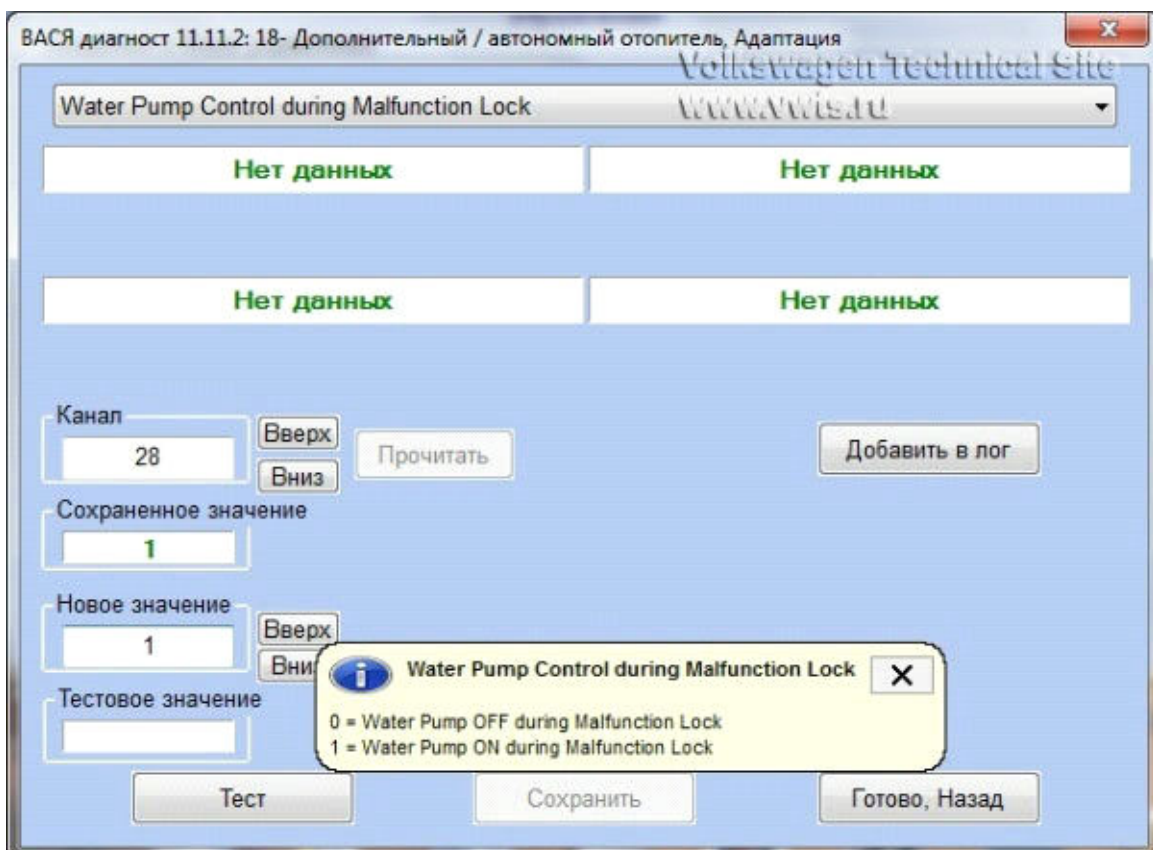 ВАСЯ диагност 11.11.2: 18- Дополнительный / автономный отопитель, Адаптация
Volkswagen Technical Site
Water Pump Control during Malfunction Lock
www.vwts.ru
Нет данных Нет данных
Нет данных Нет данных
Канал
28
Вверх
Вниз
Прочитать
Добавить в лог
Сохраненное значение
1
Новое значение
1
Вверх
Тестовое значение
Water Pump Control during Malfunction Lock
0 = Water Pump OFF during Malfunction Lock
1 = Water Pump ON during Malfunction Lock
Тест Сохранить Готово, Назад